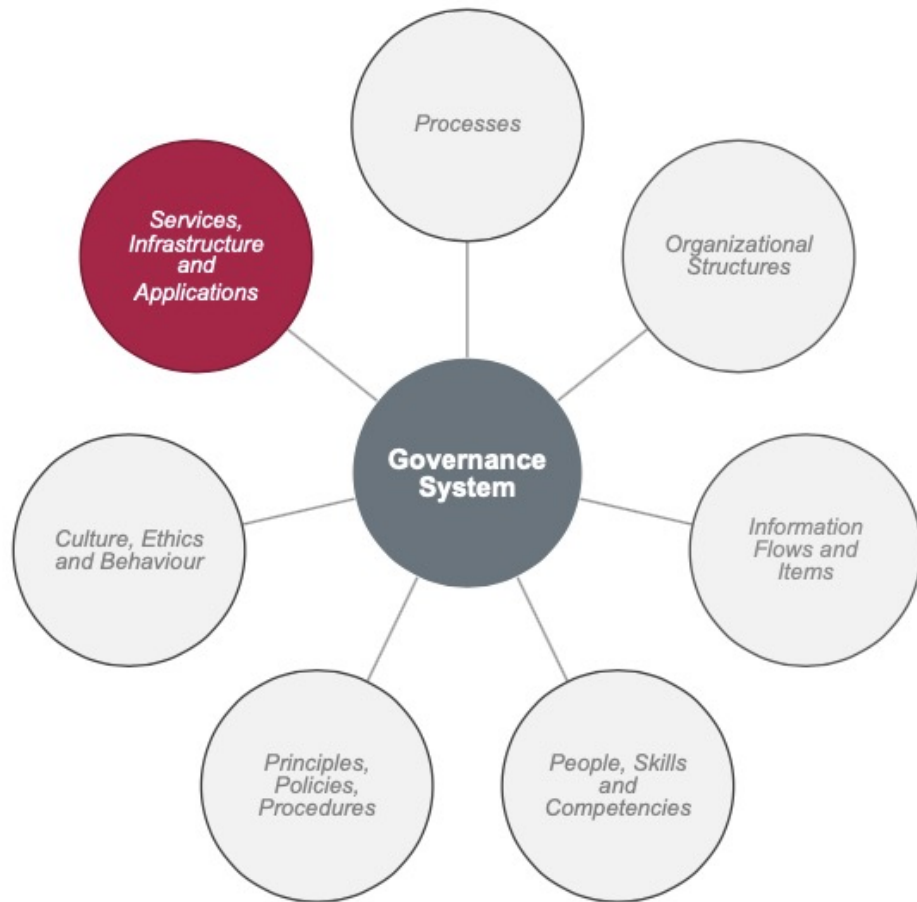 Processes
Services,
Infrastructure
and
Applications
Organizational
Structures
Governance
System
Culture, Ethics
and Behaviour
Information
Flows and
Items
Principles,
Policies,
Procedures
People, Skills
and
Competencies